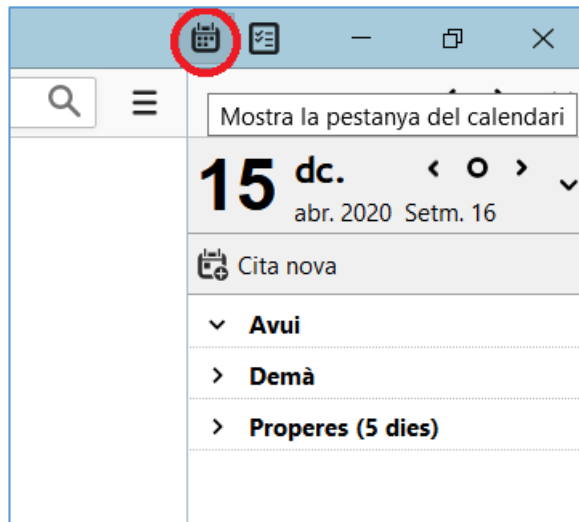 Mostra la pestanya del calendari
15 dc.
abr. 2020 Setm. 16
Cita nova
Avui
Demà
Properes (5 dies)